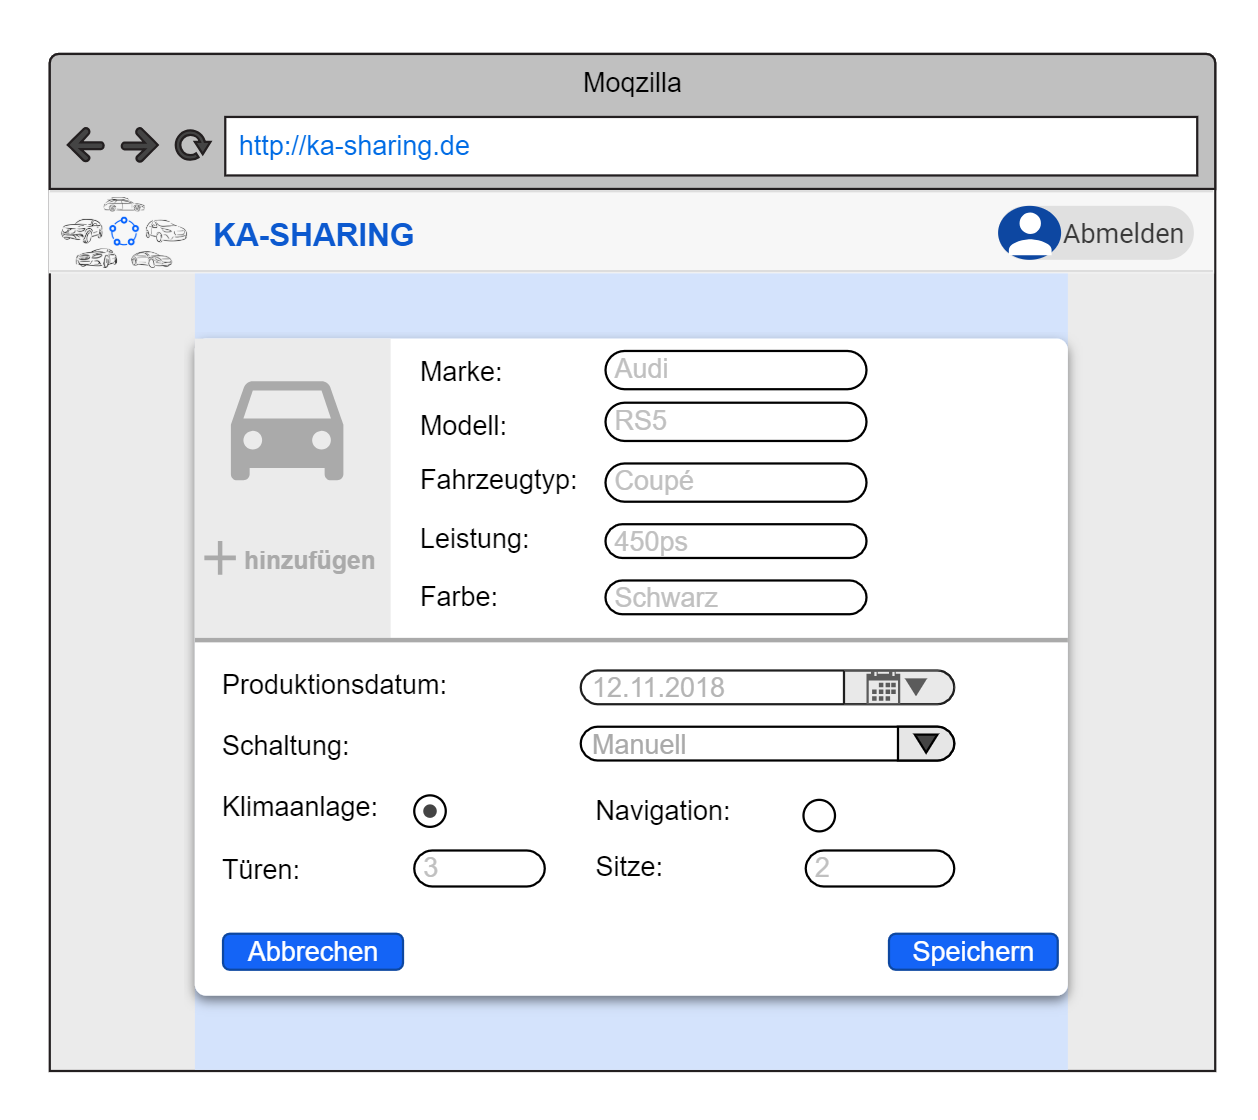 Moqzilla
http://ka-sharing.de
KA-SHARING
Abmelden
Marke: Audi
Modell: RS5
Fahrzeugtyp: Coupé
Leistung: 450ps
Farbe: Schwarz
hinzufügen
Produktionsdatum: 12.11.2018
Schaltung: Manuell
Klimaanlage: Navigation:
Türen: 3 Sitze: 2
Abbrechen Speichern